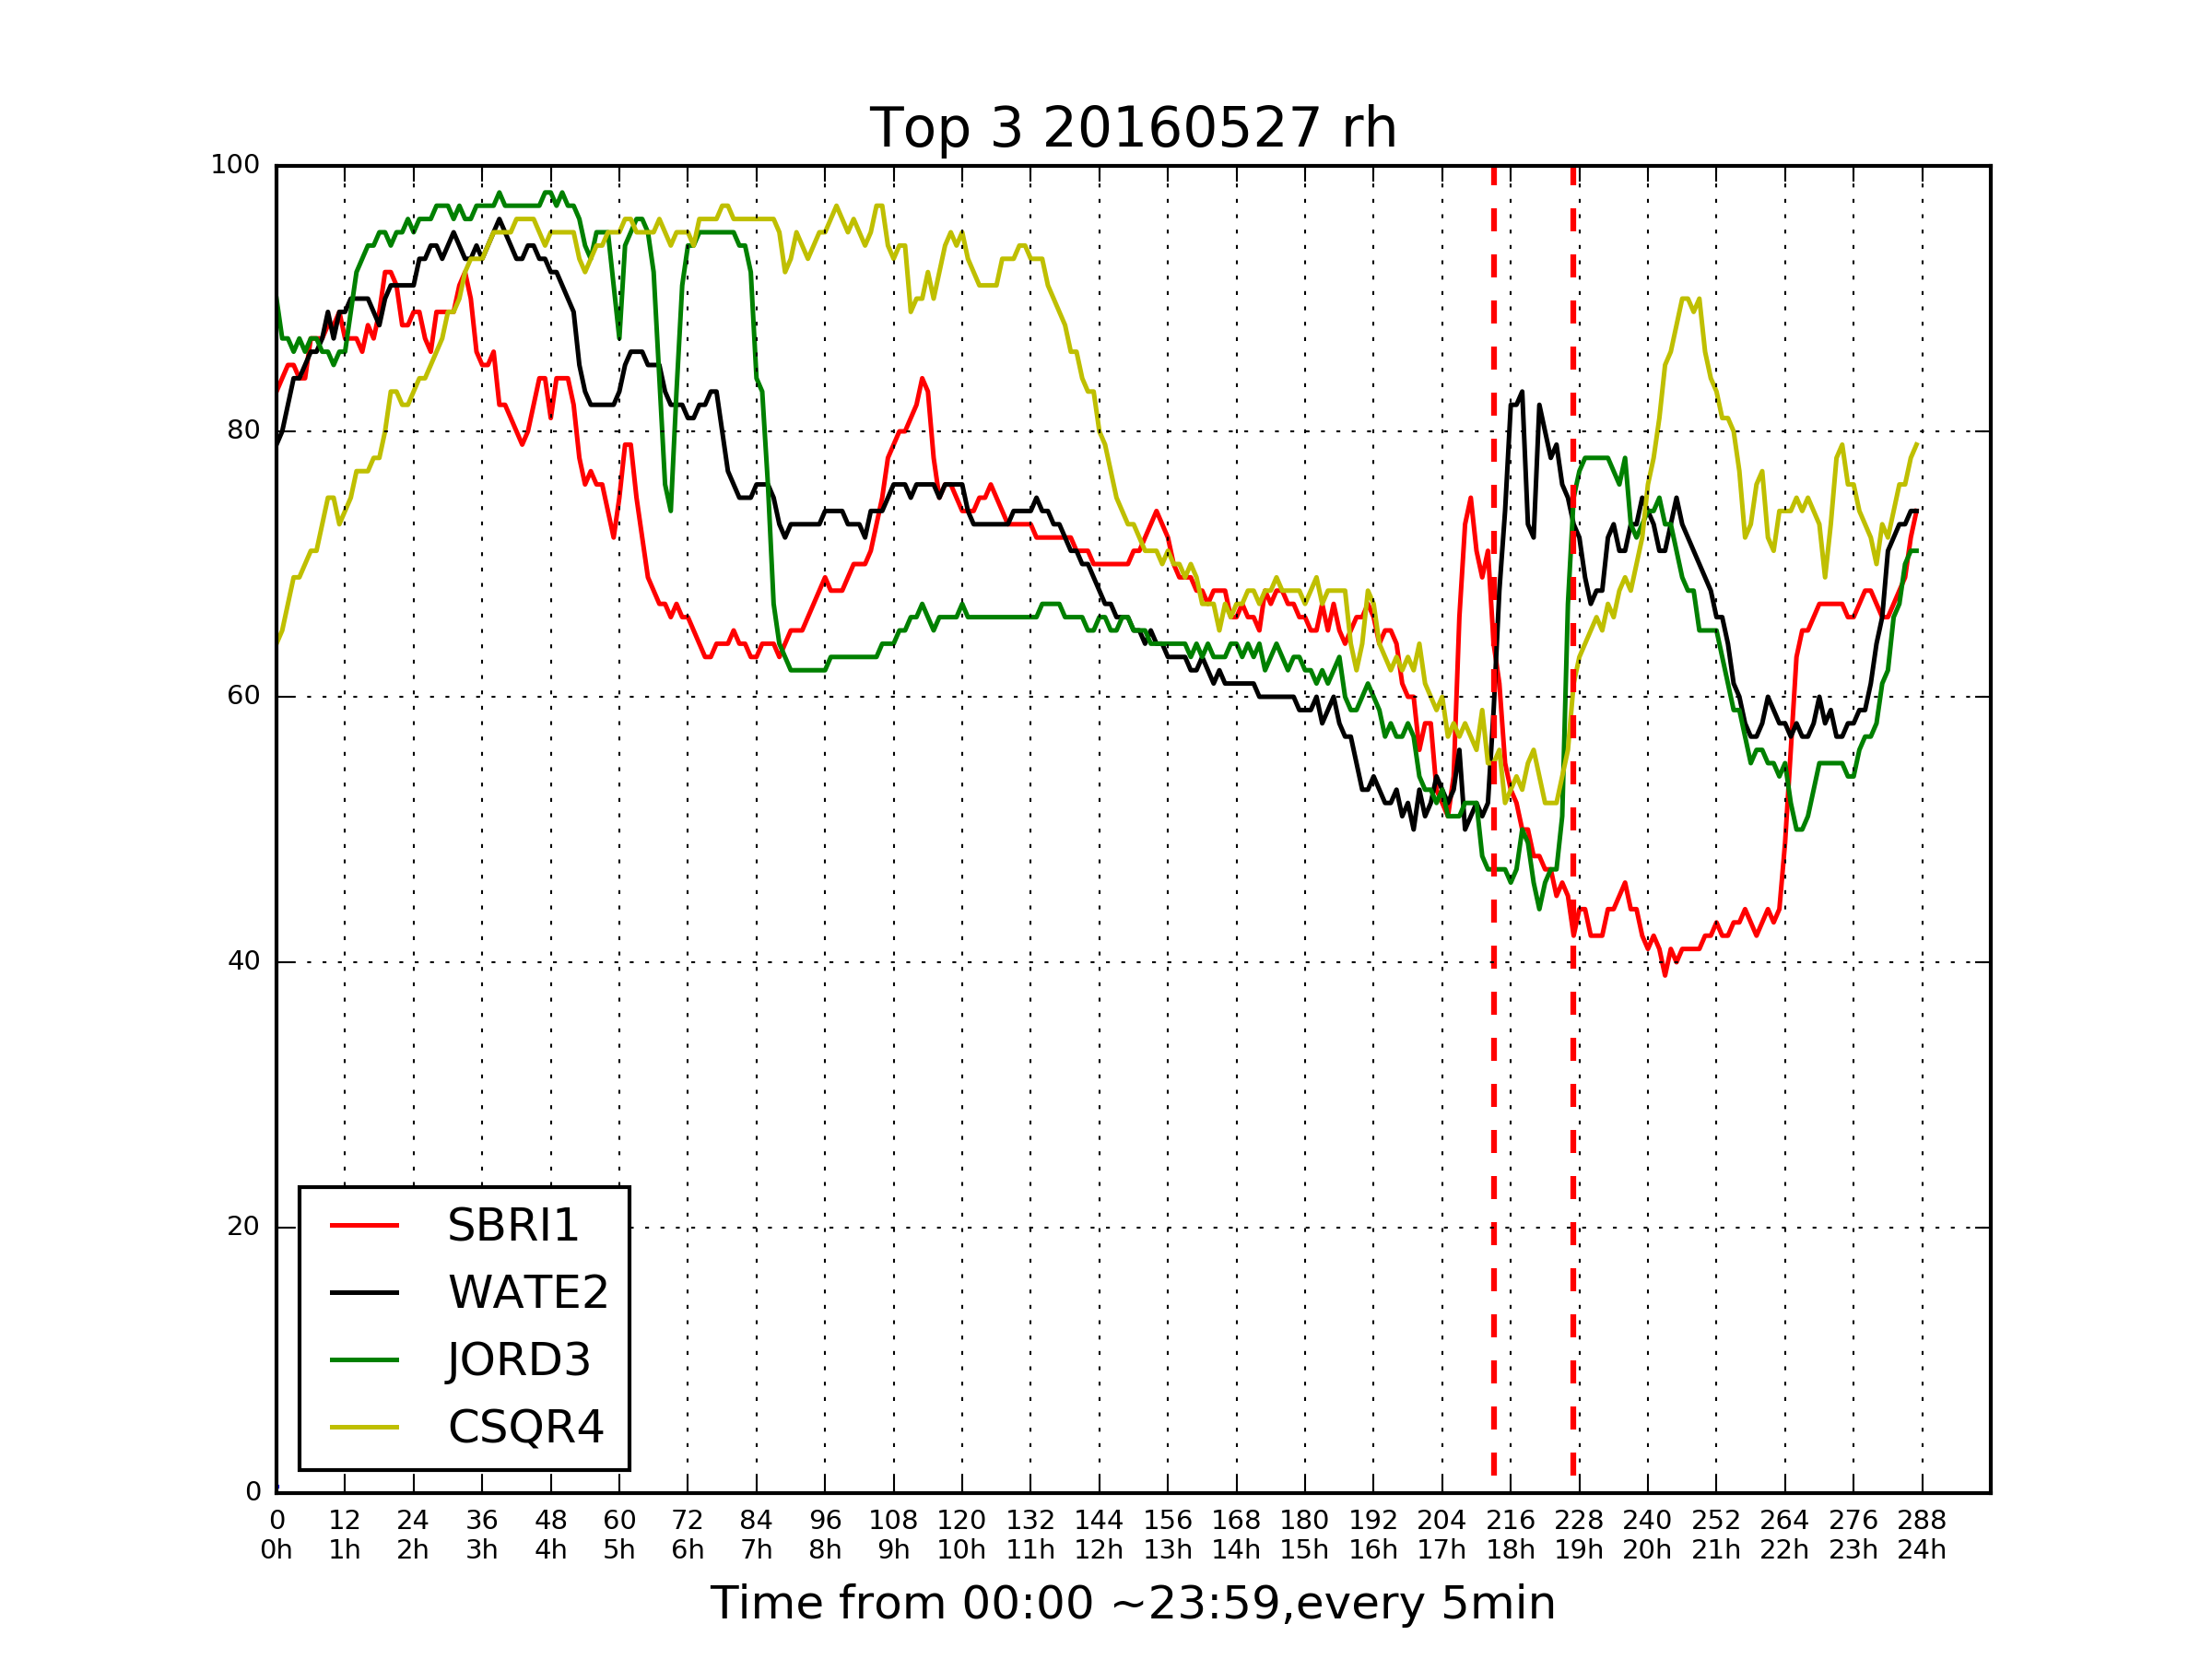 Top 3 20160527 rh
100
80
60
40
20
0
SBRI1
WATE2
JORD3
CSQR4
0 12 24 36 48 60 72 84 96 108 120 132 144 156 168 180 192 204 216 228 240 252 264 276 288
0h 1h 2h 3h 4h 5h 6h 7h 8h 9h 10h 11h 12h 13h 14h 15h 16h 17h 18h 19h 20h 21h 22h 23h 24h
Time from 00:00 ~23:59,every 5min